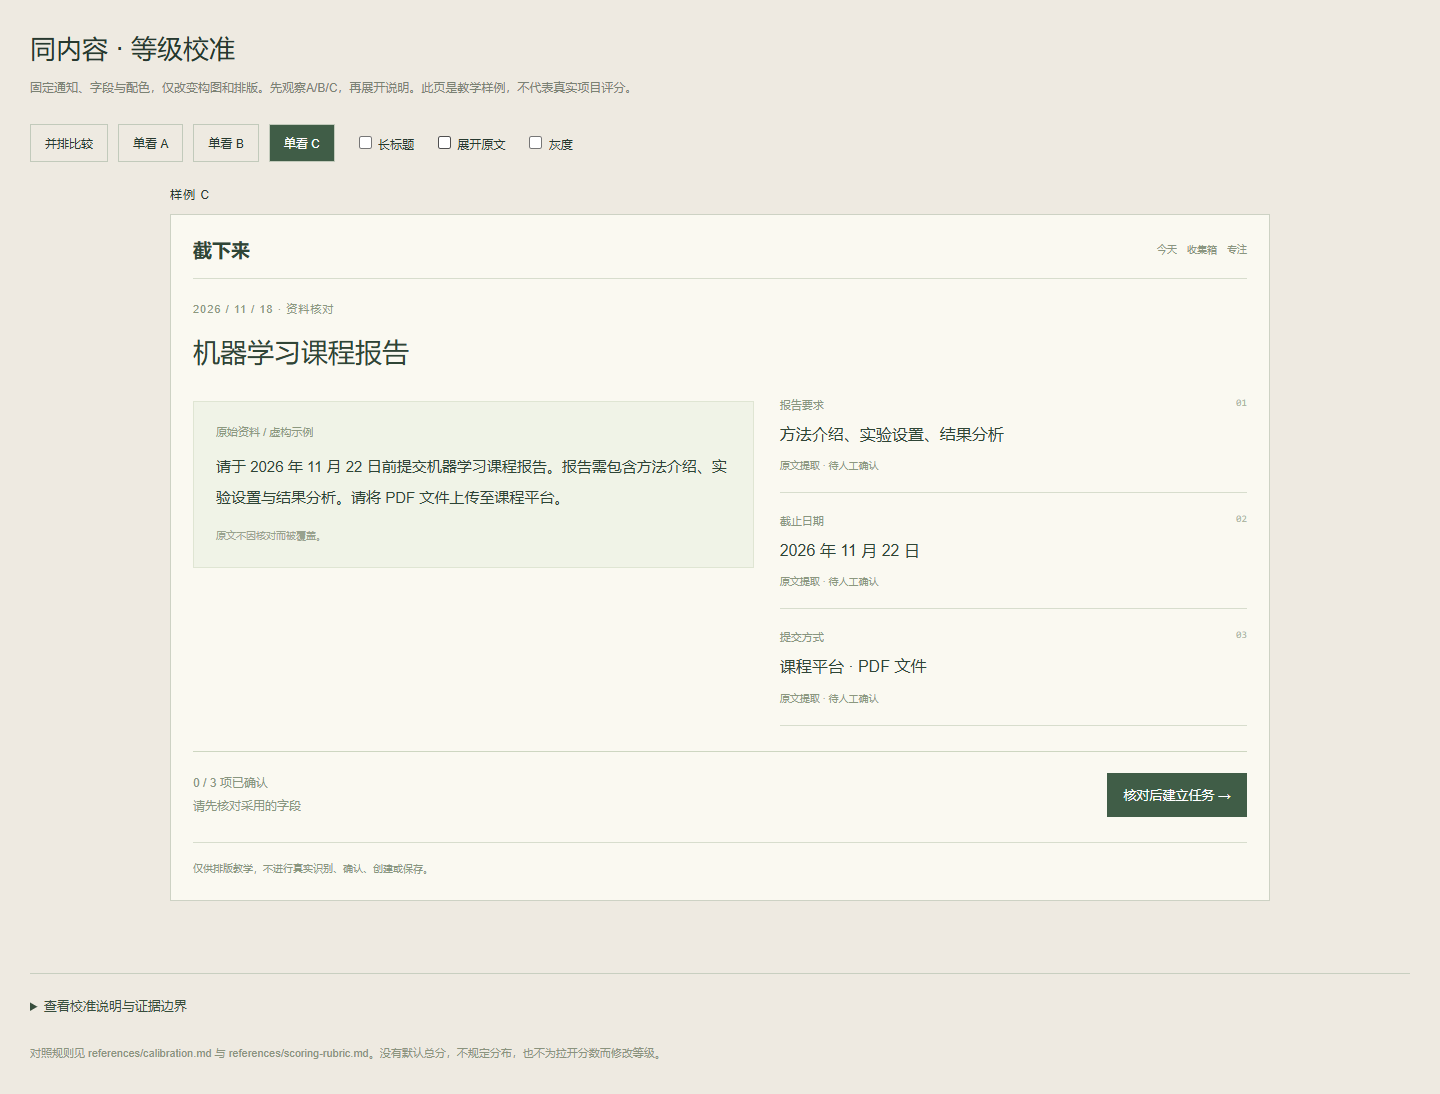 同内容 · 等级校准
固定通知、字段与配色，仅改变构图和排版。先观察A/B/C，再展开说明。此页是教学样例，不代表真实项目评分。
并排比较 单看 A 单看 B 单看 C 长标题 展开原文 灰度
样例 C
截下来
今天 收集箱 专注
2026 / 11 / 18 · 资料核对
机器学习课程报告
原始资料 / 虚构示例
请于 2026 年 11 月 22 日前提交机器学习课程报告。报告需包含方法介绍、实
验设置与结果分析。请将 PDF 文件上传至课程平台。
原文不因核对而被覆盖。
报告要求 01
方法介绍、实验设置、结果分析
原文提取 · 待人工确认
截止日期 02
2026 年 11 月 22 日
原文提取 · 待人工确认
提交方式 03
课程平台 · PDF 文件
原文提取 · 待人工确认
0 / 3 项已确认
请先核对采用的字段
核对后建立任务 →
仅供排版教学，不进行真实识别、确认、创建或保存。
▶ 查看校准说明与证据边界
对照规则见 references/calibration.md 与 references/scoring-rubric.md。没有默认总分，不规定分布，也不为拉开分数而修改等级。